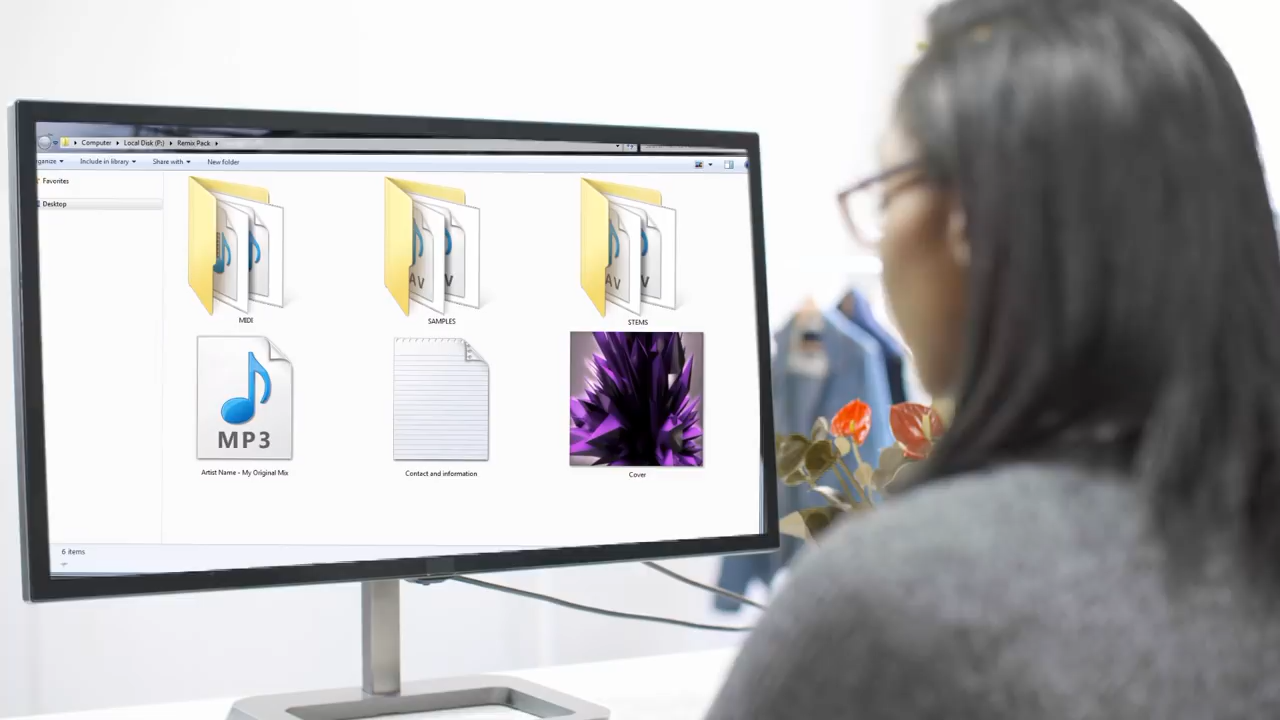 Computer Local Disk (P:) Remix Pack
Include in library Share with New folder
Favorites
Desktop
MIDI SAMPLES STEMS
MP3
Artist Name - My Original Mix Contact and information Cover
6 items